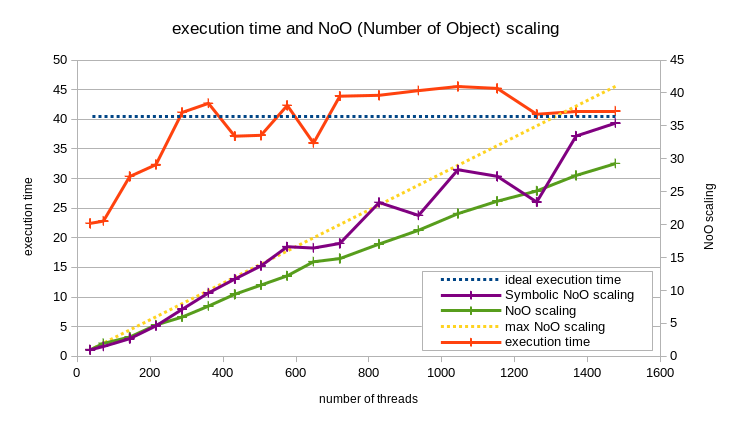 execution time and NoO (Number of Object) scaling
50
45
40
35
30
25
20
15
10
5
0
execution time
45
40
35
30
25
20
15
10
5
0
NoO scaling
ideal execution time
Symbolic NoO scaling
NoO scaling
max NoO scaling
execution time
0 200 400 600 800 1000 1200 1400 1600
number of threads